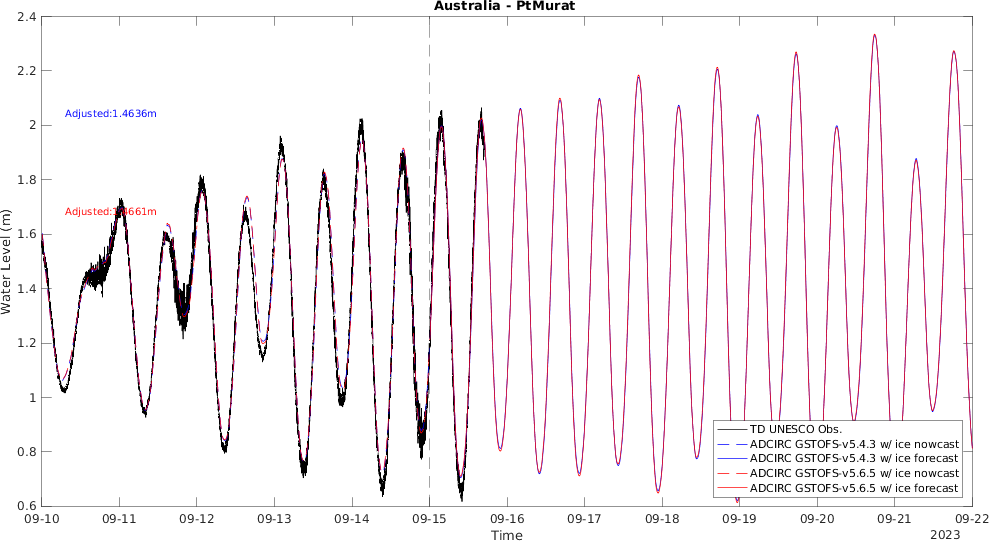 Australia - PtMurat
2.4
2.2
2
1.8
1.6
1.4
1.2
1
0.8
0.6
Water Level (m)
Adjusted:1.4636m
Adjusted:1.4661m
TD UNESCO Obs.
ADCIRC GSTOFS-v5.4.3 w/ ice nowcast
ADCIRC GSTOFS-v5.4.3 w/ ice forecast
ADCIRC GSTOFS-v5.6.5 w/ ice nowcast
ADCIRC GSTOFS-v5.6.5 w/ ice forecast
09-10 09-11 09-12 09-13 09-14 09-15 09-16 09-17 09-18 09-19 09-20 09-21 09-22
Time
2023